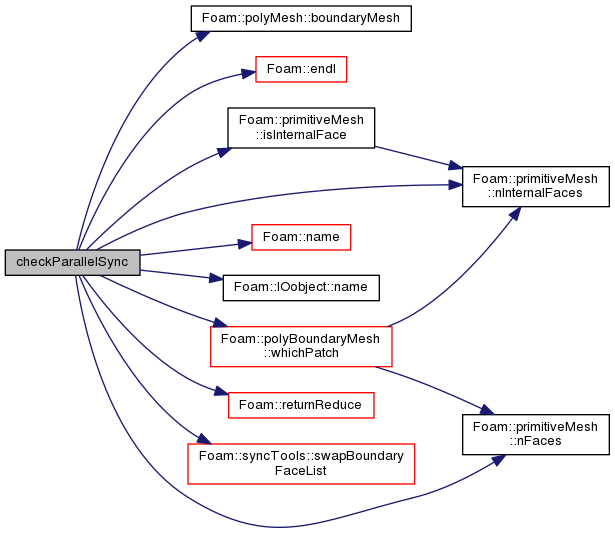 Foam::polyMesh::boundaryMesh
Foam::endl
Foam::primitiveMesh
::isInternalFace
Foam::primitiveMesh
::nInternalFaces
Foam::name
checkParallelSync
Foam::IOobject::name
Foam::polyBoundaryMesh
::whichPatch
Foam::returnReduce
Foam::primitiveMesh
::nFaces
Foam::syncTools::swapBoundary
FaceList